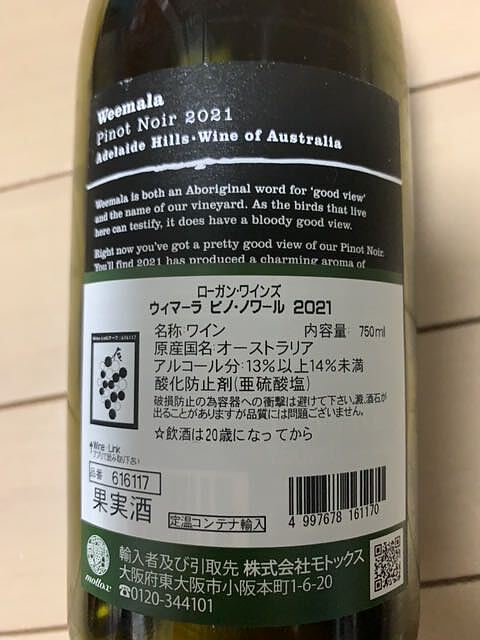 Weemala
Pinot Noir 2021
Adelaide Hills・Wine of Australia
Weemala is both an Aboriginal word for 'good view'
and the name of our vineyard. As the birds that live
here can testify, it does have a bloody good view.
Right now you've got a pretty good view of our Pinot Noir.
You'll find 2021 has produced a charming aroma of
ローガン・ワインズ
ウィマーラ ピノ・ノワール 2021
名称:ワイン 内容量: 750ml
原産国名:オーストラリア
アルコール分:13%以上14%未満
酸化防止剤(亜硫酸塩)
破損防止の為容器への衝撃は避けて下さい。澱、酒石が
出ることがありますが品質には問題ございません。
☆飲酒は20歳になってから
Wine-Link
アプリで読み取り下さい
品番 616117
果実酒
定温コンテナ輸入
4 997678 161170
mottox
輸入者及び引取先 株式会社モトックス
大阪府東大阪市小阪本町1-6-20
☎0120-344101